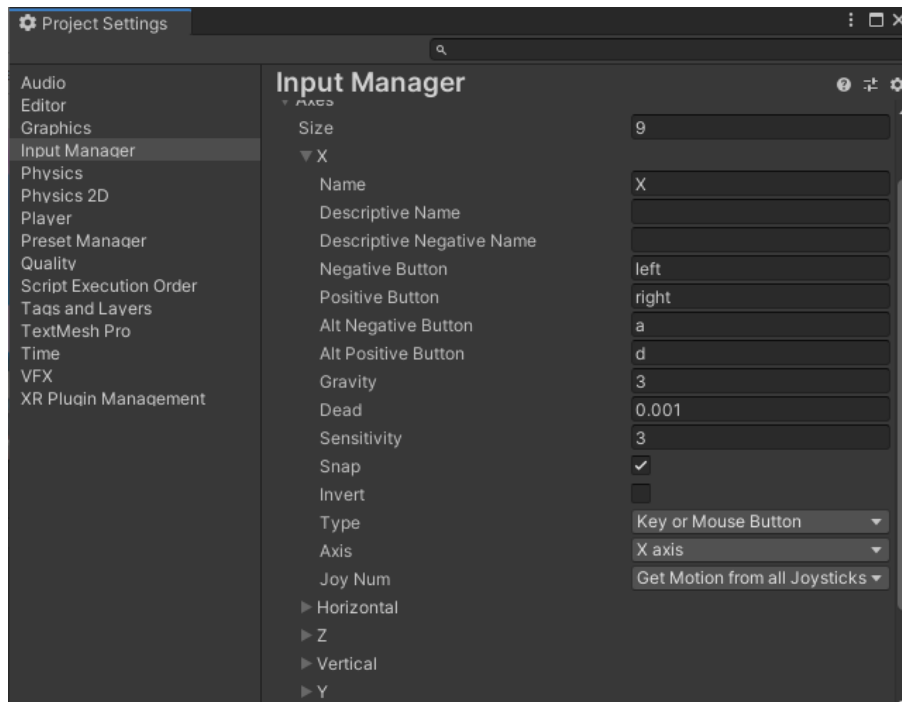 Project Settings
Audio
Editor
Graphics
Input Manager
Physics
Physics 2D
Player
Preset Manager
Quality
Script Execution Order
Tags and Layers
TextMesh Pro
Time
VFX
XR Plugin Management
Input Manager
Axes
Size 9
X
Name X
Descriptive Name
Descriptive Negative Name
Negative Button left
Positive Button right
Alt Negative Button a
Alt Positive Button d
Gravity 3
Dead 0.001
Sensitivity 3
Snap
Invert
Type Key or Mouse Button
Axis X axis
Joy Num Get Motion from all Joysticks
Horizontal
Z
Vertical
Y